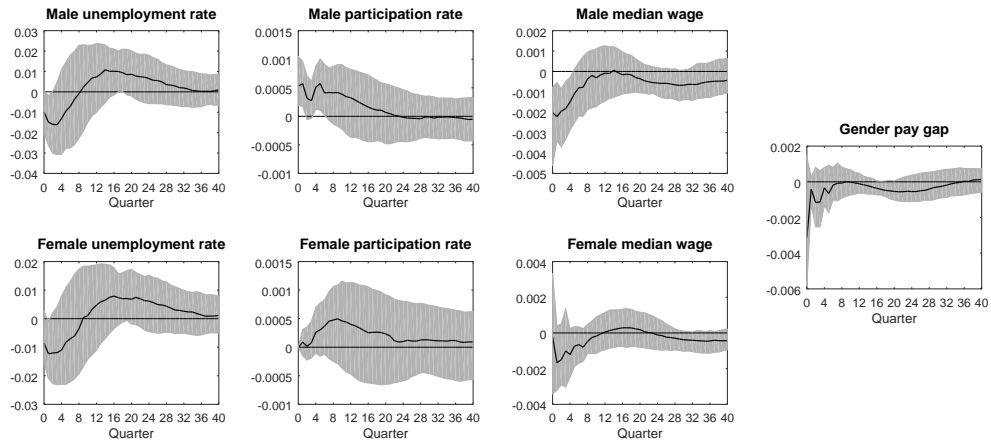 Male unemployment rate
0.03
0.02
0.01
0
-0.01
-0.02
-0.03
-0.04
0 4 8 12 16 20 24 28 32 36 40
Quarter
Male participation rate
0.0015
0.001
0.0005
0
-0.0005
-0.001
0 4 8 12 16 20 24 28 32 36 40
Quarter
Male median wage
0.002
0.001
0
-0.001
-0.002
-0.003
-0.004
-0.005
0 4 8 12 16 20 24 28 32 36 40
Quarter
Gender pay gap
0.002
0
-0.002
-0.004
-0.006
0 4 8 12 16 20 24 28 32 36 40
Quarter
Female unemployment rate
0.02
0.01
0
-0.01
-0.02
-0.03
0 4 8 12 16 20 24 28 32 36 40
Quarter
Female participation rate
0.0015
0.001
0.0005
0
-0.0005
-0.001
0 4 8 12 16 20 24 28 32 36 40
Quarter
Female median wage
0.004
0.002
0
-0.002
-0.004
0 4 8 12 16 20 24 28 32 36 40
Quarter